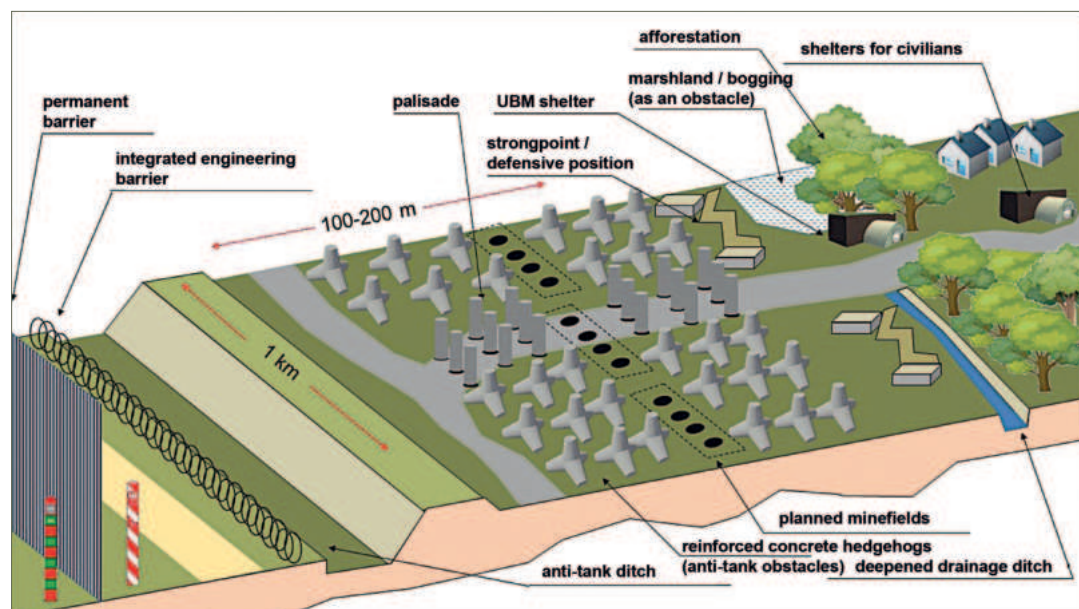 afforestation
shelters for civilians
marshland / bogging
(as an obstacle)
permanent
barrier
palisade
UBM shelter
strongpoint /
defensive position
integrated engineering
barrier
100-200 m
1 km
planned minefields
reinforced concrete hedgehogs
(anti-tank obstacles)
deepened drainage ditch
anti-tank ditch